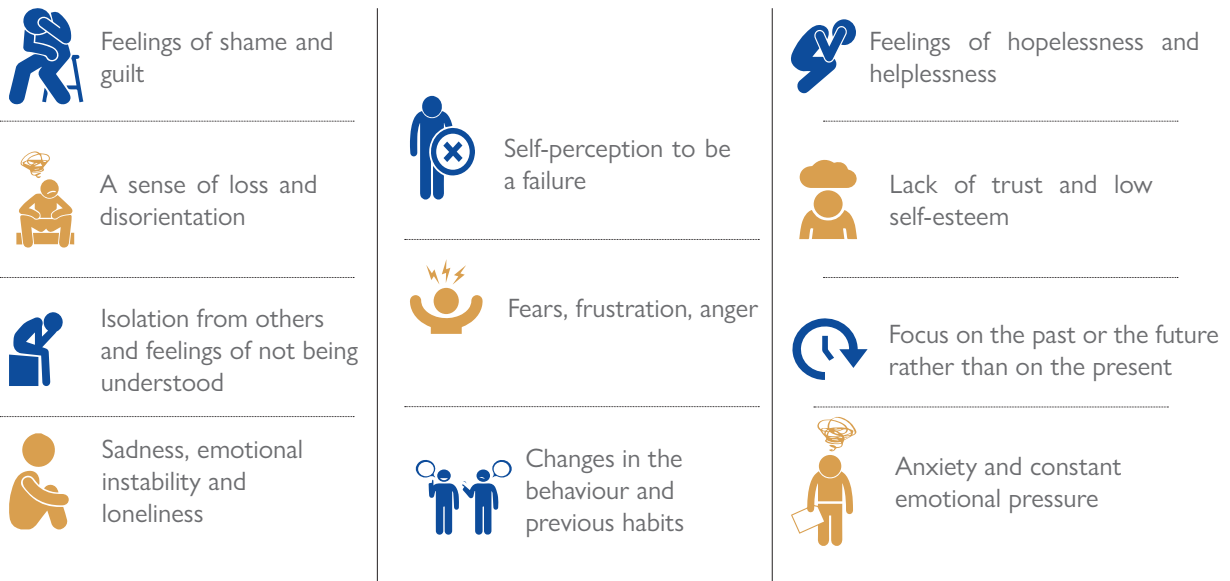 Feelings of shame and
guilt
A sense of loss and
disorientation
Isolation from others
and feelings of not being
understood
Sadness, emotional
instability and
loneliness
Self-perception to be
a failure
Fears, frustration, anger
Changes in the
behaviour and
previous habits
Feelings of hopelessness and
helplessness
Lack of trust and low
self-esteem
Focus on the past or the future
rather than on the present
Anxiety and constant
emotional pressure